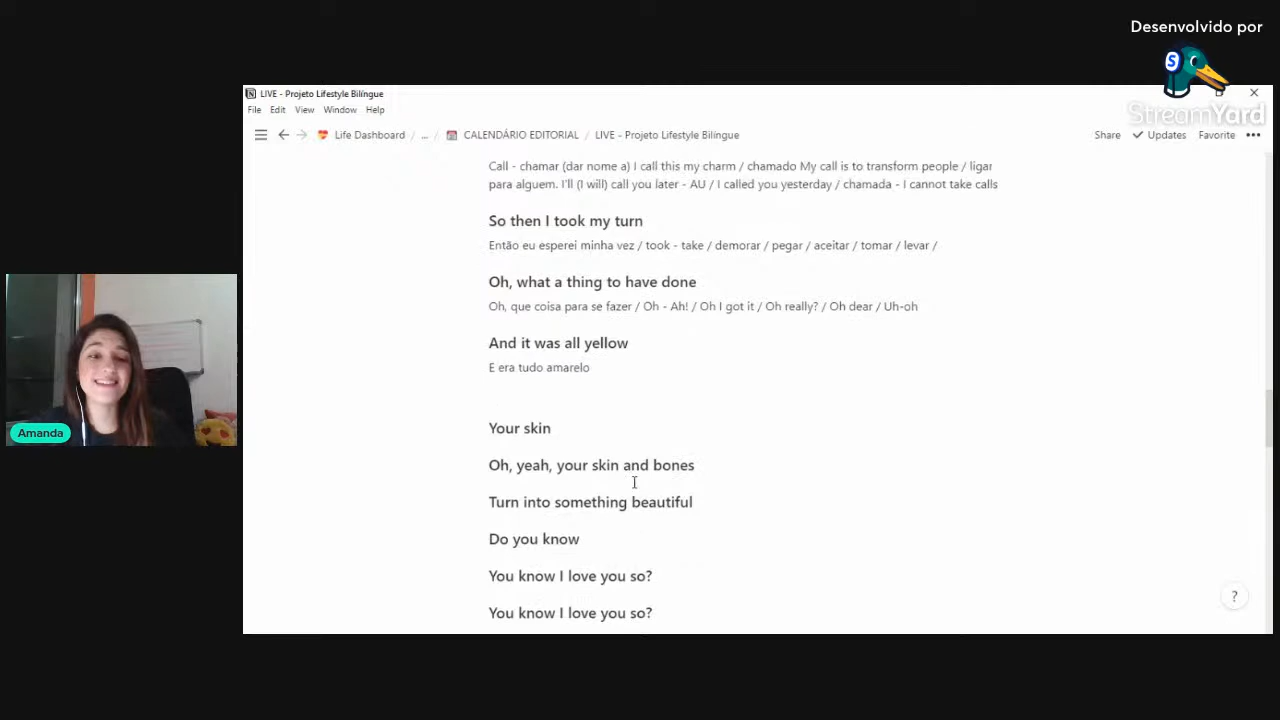 Desenvolvido por
S
StreamYard
LIVE - Projeto Lifestyle Bilíngue
File Edit View Window Help
Life Dashboard / ... / CALENDÁRIO EDITORIAL / LIVE - Projeto Lifestyle Bilíngue
Share Updates Favorite
Call - chamar (dar nome a) I call this my charm / chamado My call is to transform people / ligar
para alguem. I'll (I will) call you later - AU / I called you yesterday / chamada - I cannot take calls
So then I took my turn
Então eu esperei minha vez / took - take / demorar / pegar / aceitar / tomar / levar /
Oh, what a thing to have done
Oh, que coisa para se fazer / Oh - Ah! / Oh I got it / Oh really? / Oh dear / Uh-oh
And it was all yellow
E era tudo amarelo
Your skin
Oh, yeah, your skin and bones
Turn into something beautiful
Do you know
You know I love you so?
You know I love you so?
?
Amanda